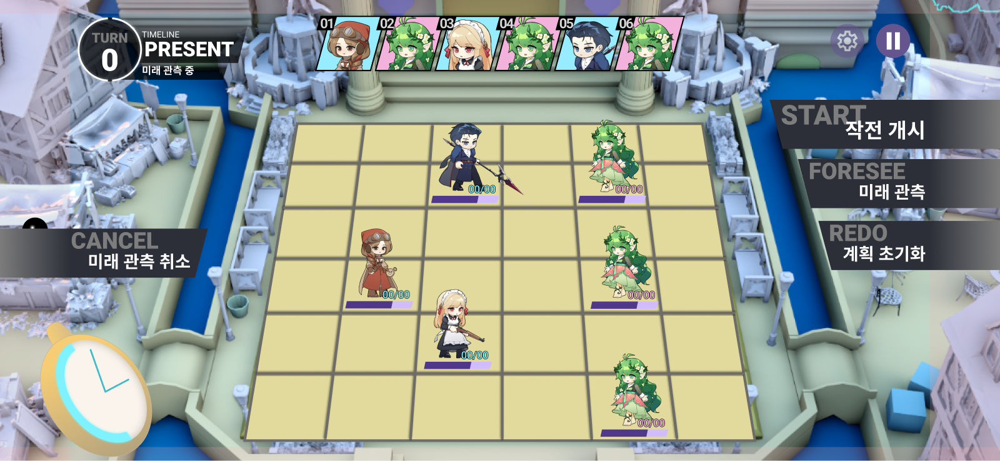 TURN
0
TIMELINE
PRESENT
미래 관측 중
01
02
03
04
05
06
START
작전 개시
FORESEE
미래 관측
REDO
계획 초기화
CANCEL
미래 관측 취소
00/00
00/00
00/00
00/00
00/00
00/00